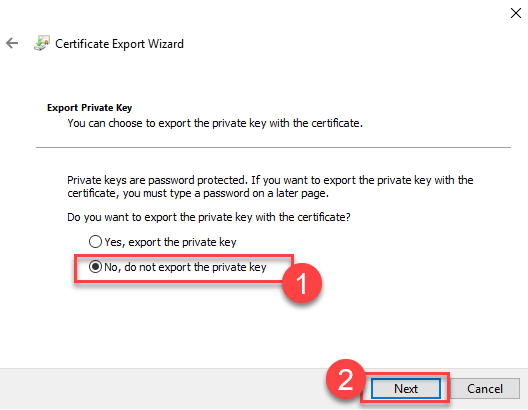 Certificate Export Wizard
Export Private Key
You can choose to export the private key with the certificate.
Private keys are password protected. If you want to export the private key with the
certificate, you must type a password on a later page.
Do you want to export the private key with the certificate?
Yes, export the private key
No, do not export the private key
1
2
Next
Cancel